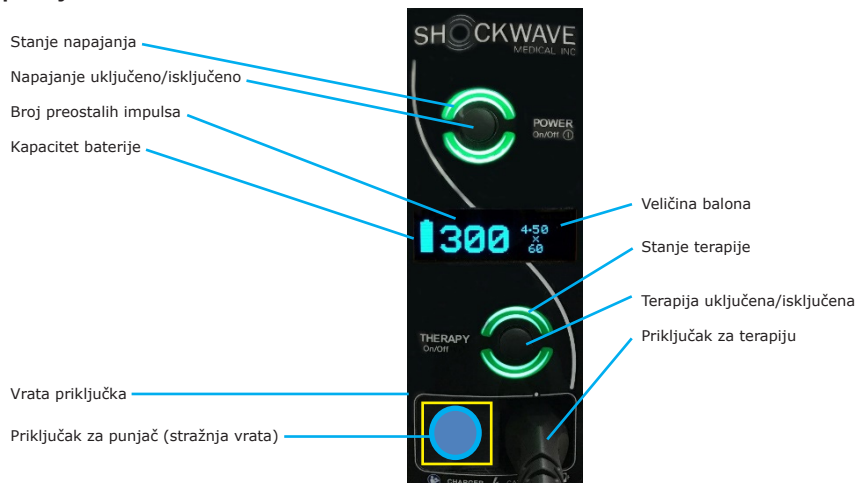 Stanje napajanja
Napajanje uključeno/isključeno
Broj preostalih impulsa
Kapacitet baterije
SHOCKWAVE
MEDICAL INC
POWER
On/Off
300
4.50
x
60
Veličina balona
Stanje terapije
Terapija uključena/isključena
Priključak za terapiju
THERAPY
On/Off
Vrata priključka
Priključak za punjač (stražnja vrata)
CHARGER